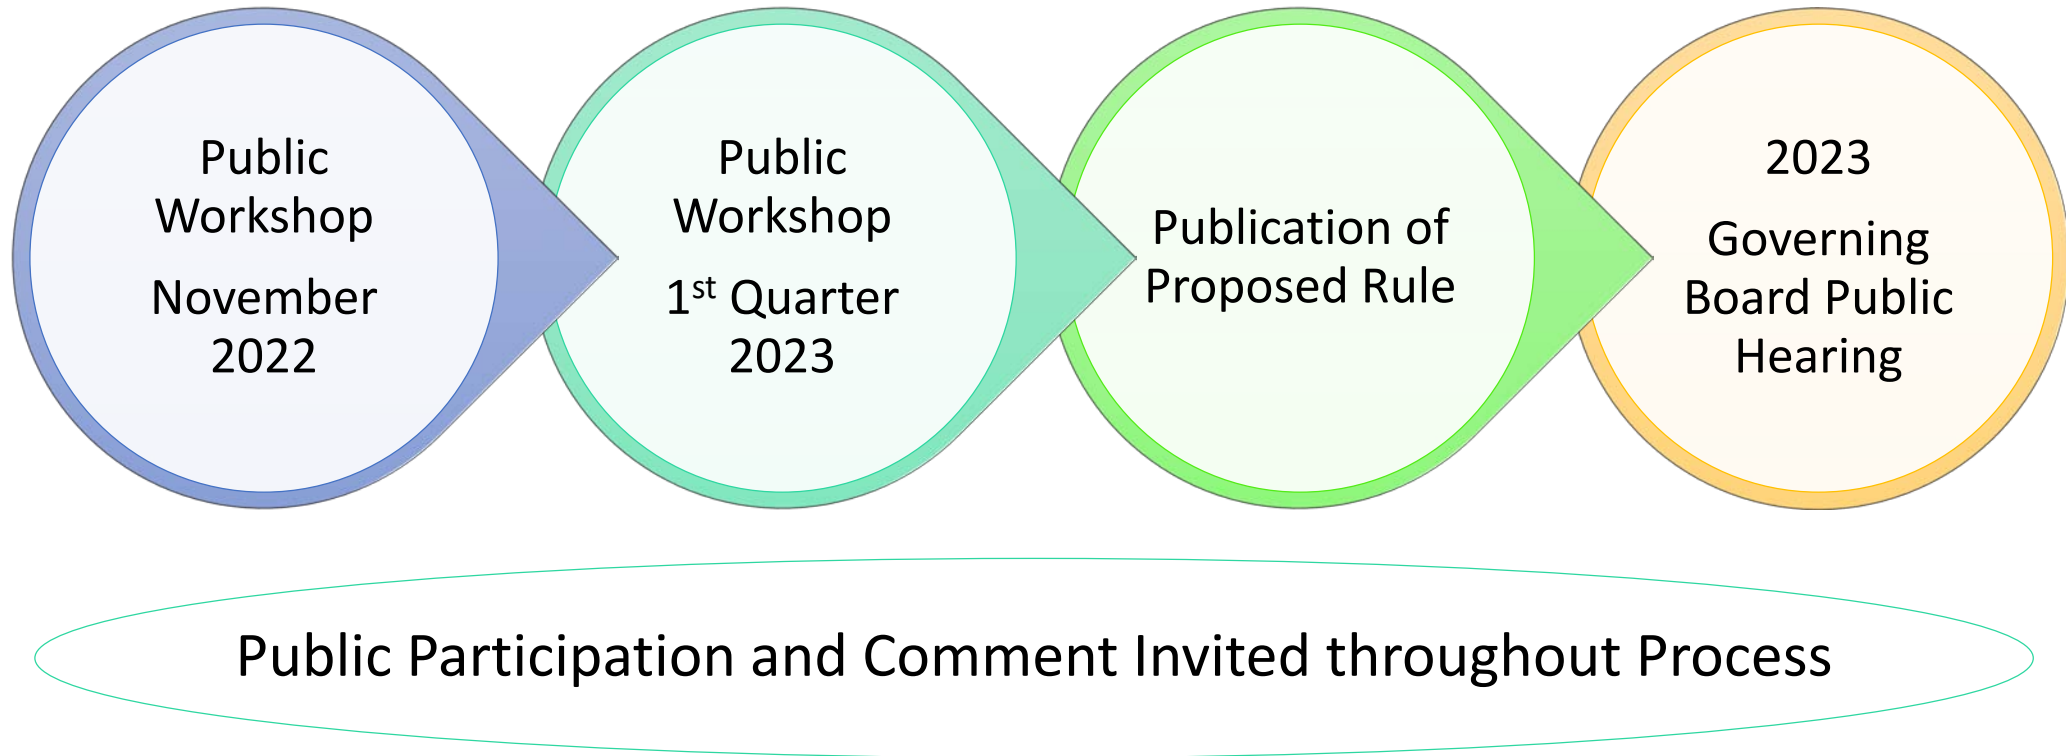 Public
Workshop
November
2022
Public
Workshop
1st Quarter
2023
Publication of
Proposed Rule
2023
Governing
Board Public
Hearing
Public Participation and Comment Invited throughout Process